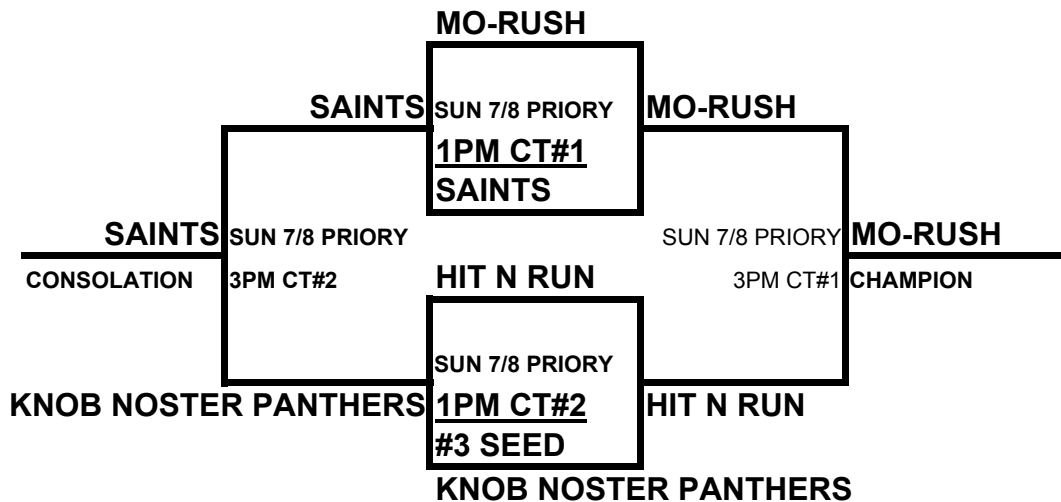 MO-RUSH
SAINTS SUN 7/8 PRIORY MO-RUSH
1PM CT#1
SAINTS
SAINTS SUN 7/8 PRIORY SUN 7/8 PRIORY MO-RUSH
CONSOLATION 3PM CT#2 HIT N RUN 3PM CT#1 CHAMPION
SUN 7/8 PRIORY
KNOB NOSTER PANTHERS 1PM CT#2 HIT N RUN
#3 SEED
KNOB NOSTER PANTHERS